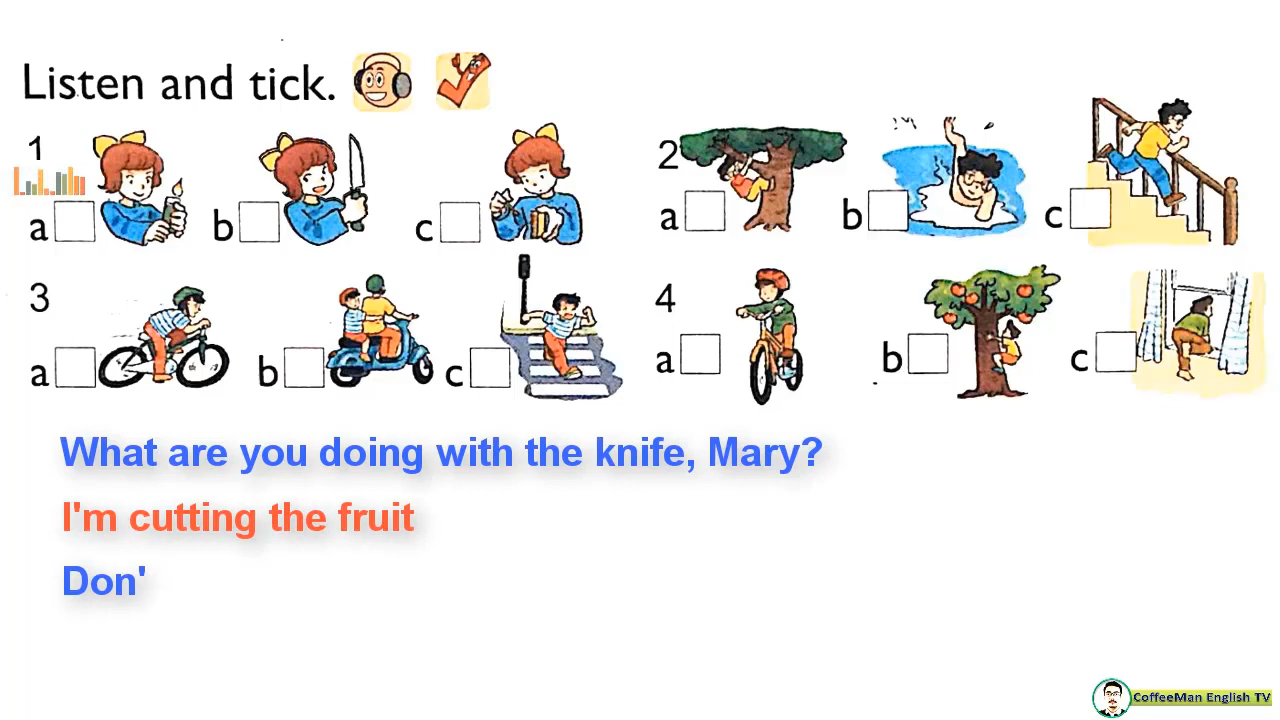 Listen and tick.
1
a
b
c
2
a
b
c
3
a
b
c
4
a
b
c
What are you doing with the knife, Mary?
I'm cutting the fruit
Don'
CoffeeMan English TV